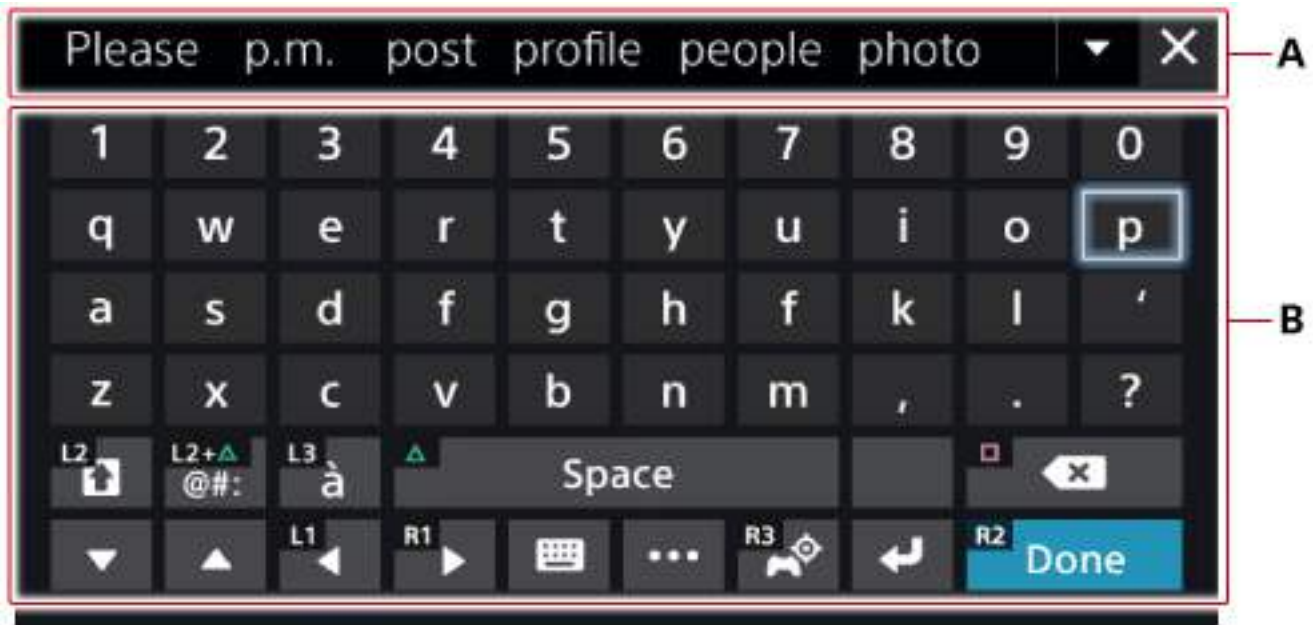 Please p.m. post profile people photo
A
1 2 3 4 5 6 7 8 9 0
q w e r t y u i o p
a s d f g h f k l ‘
B
z x c v b n m , . ?
L2 L2+△ @#: L3 à △ Space □
L1 R1 R3 R2 Done